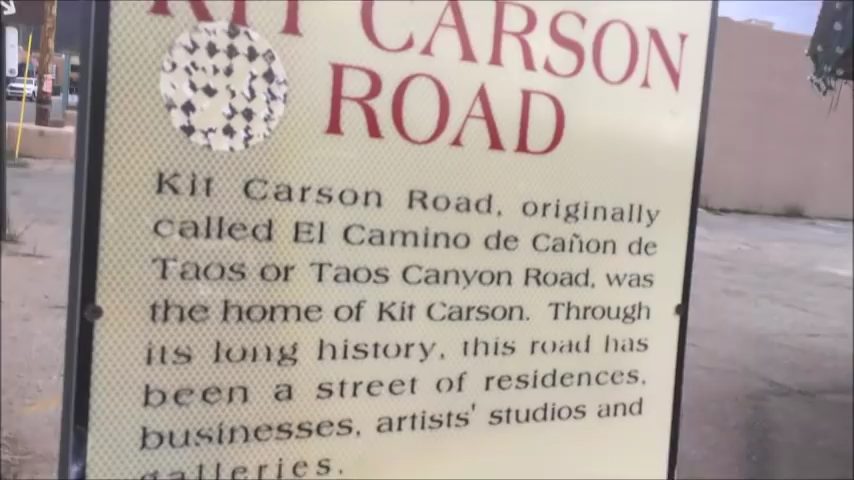 KIT CARSON
ROAD
Kit Carson Road, originally
called El Camino de Cañon de
Taos or Taos Canyon Road, was
the home of Kit Carson. Through
its long history, this road has
been a street of residences,
businesses, artists' studios and
galleries.